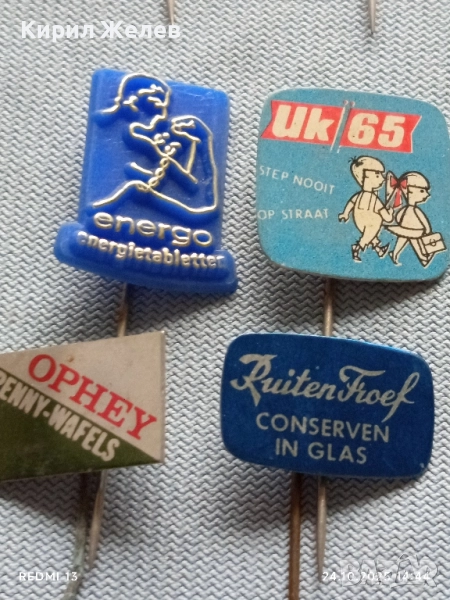 Кирил Желев
energo
energietabletten
Uk/65
STEP NOOIT
OP STRAAT
OPHEY
PENNY-WAFELS
RuitenTroef
CONSERVEN
IN GLAS
REDMI 13